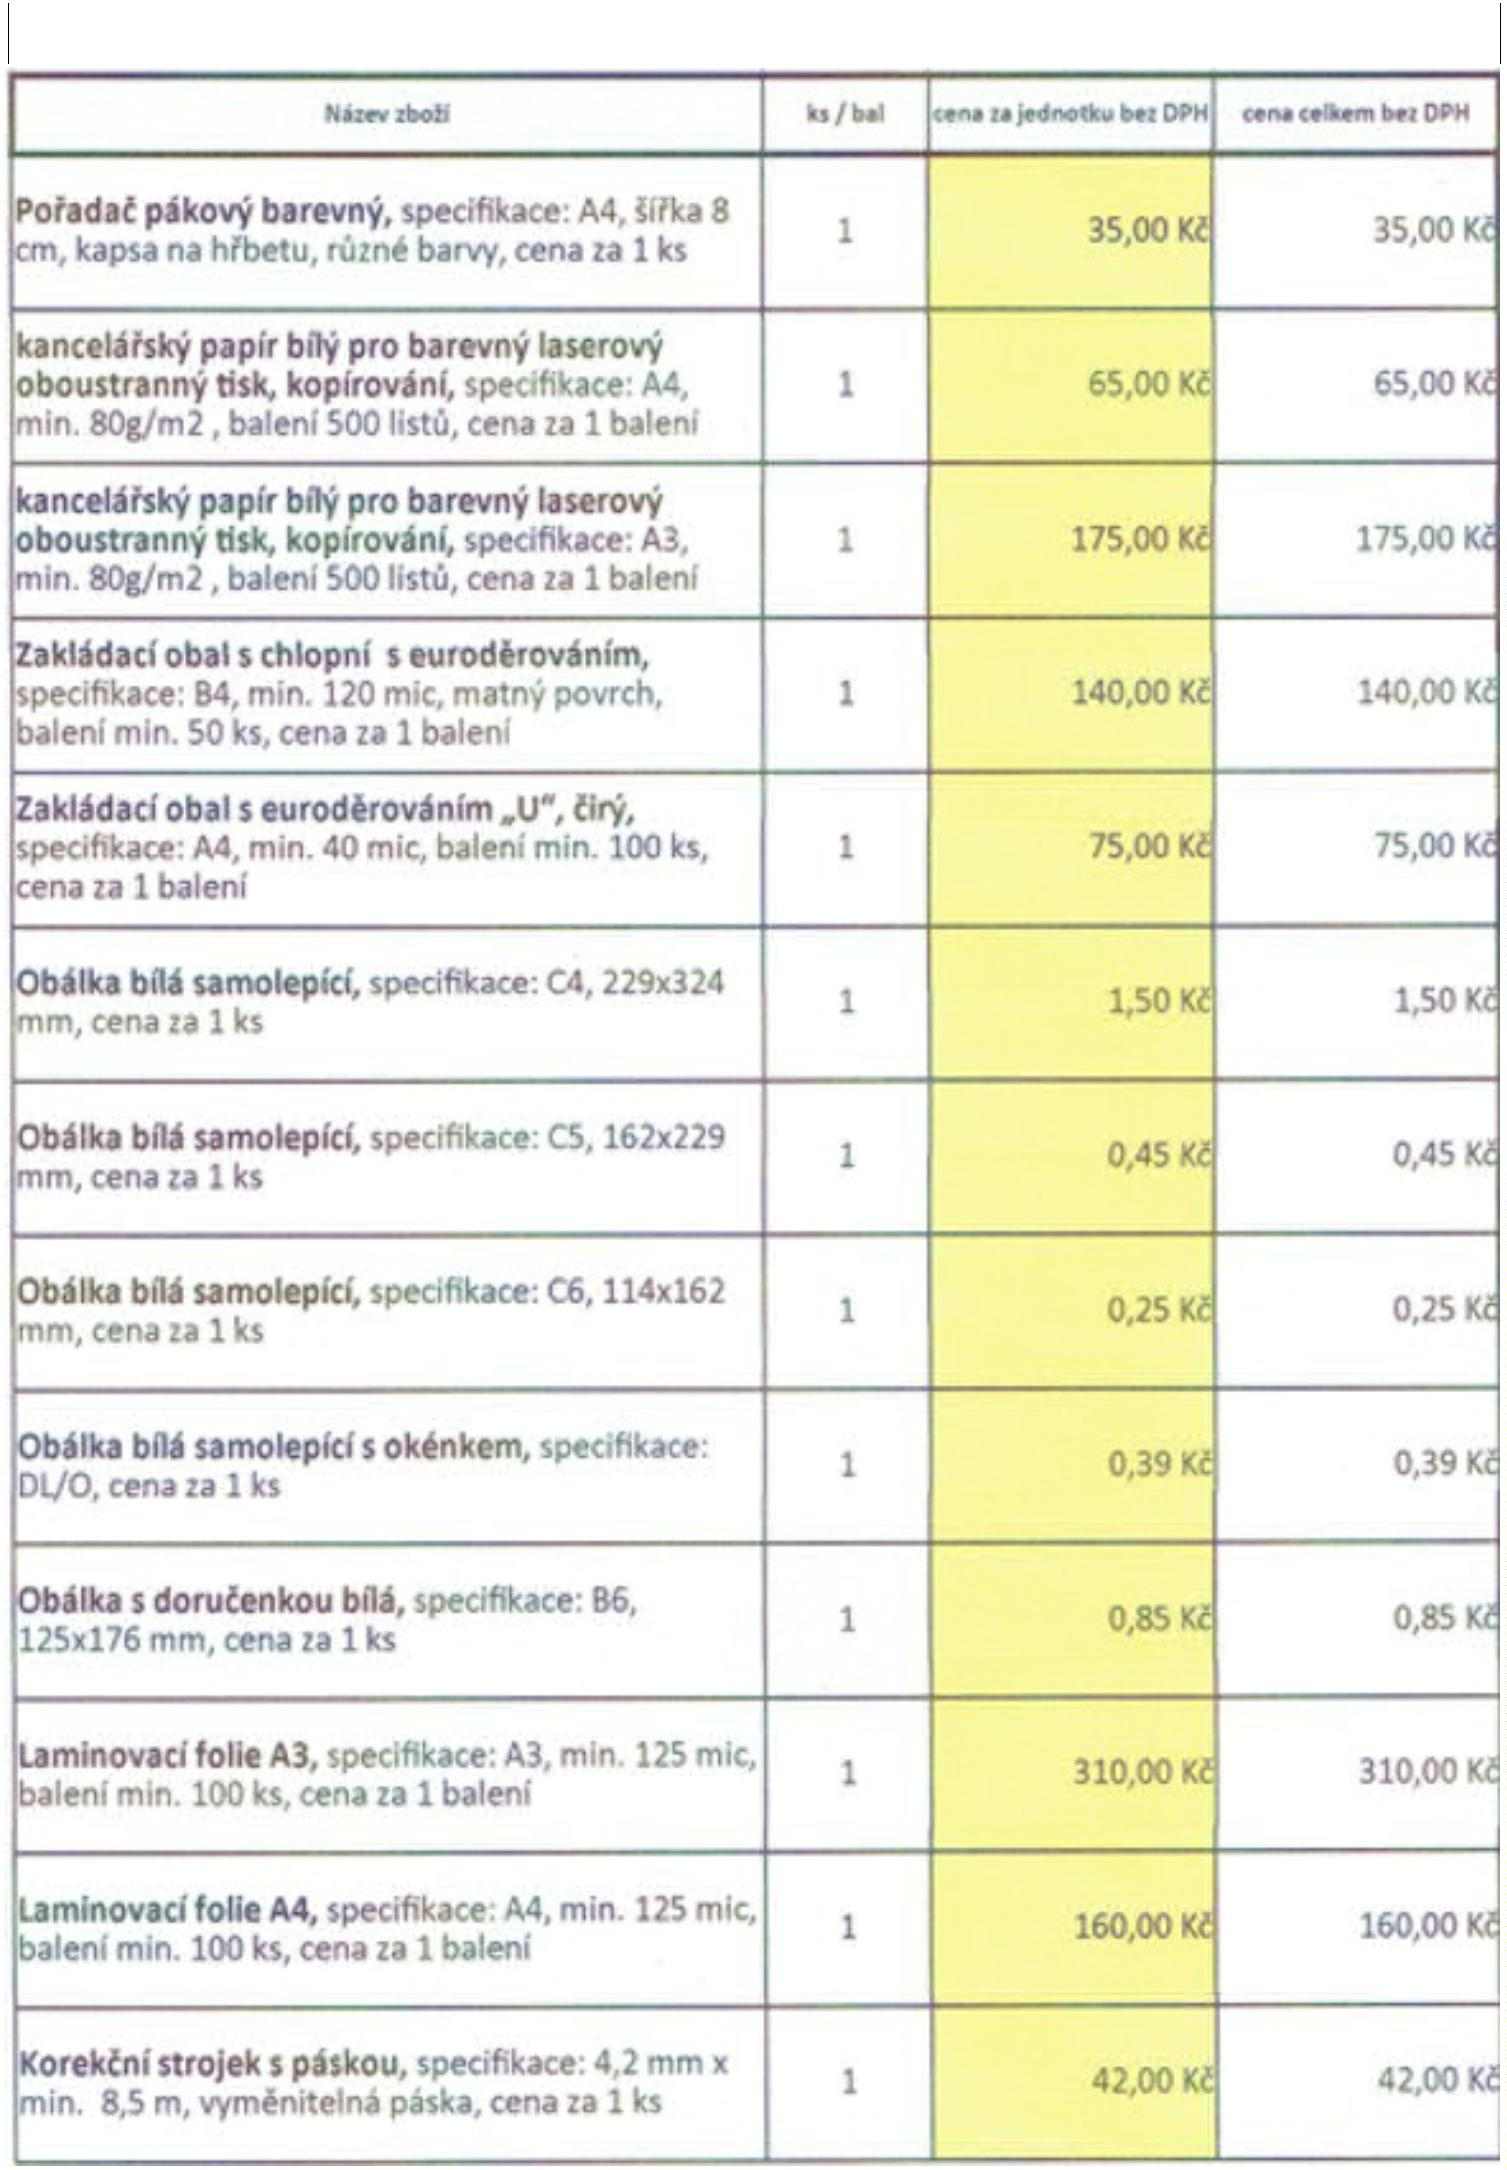 Název zboží ks / bal cena za jednotku bez DPH cena celkem bez DPH
Pořadač pákový barevný, specifikace: A4, šířka 8
cm, kapsa na hřbetu, různé barvy, cena za 1 ks
1 35,00 Kč 35,00 Kč
kancelářský papír bílý pro barevný laserový
oboustranný tisk, kopírování, specifikace: A4,
min. 80g/m2 , balení 500 listů, cena za 1 balení
1 65,00 Kč 65,00 Kč
kancelářský papír bílý pro barevný laserový
oboustranný tisk, kopírování, specifikace: A3,
min. 80g/m2 , balení 500 listů, cena za 1 balení
1 175,00 Kč 175,00 Kč
Zakládací obal s chlopní  s euroděrováním,
specifikace: B4, min. 120 mic, matný povrch,
balení min. 50 ks, cena za 1 balení
1 140,00 Kč 140,00 Kč
Zakládací obal s euroděrováním „U“, čirý,
specifikace: A4, min. 40 mic, balení min. 100 ks,
cena za 1 balení
1 75,00 Kč 75,00 Kč
Obálka bílá samolepící, specifikace: C4, 229x324
mm, cena za 1 ks
1 1,50 Kč 1,50 Kč
Obálka bílá samolepící, specifikace: C5, 162x229
mm, cena za 1 ks
1 0,45 Kč 0,45 Kč
Obálka bílá samolepící, specifikace: C6, 114x162
mm, cena za 1 ks
1 0,25 Kč 0,25 Kč
Obálka bílá samolepící s okénkem, specifikace:
DL/O, cena za 1 ks
1 0,39 Kč 0,39 Kč
Obálka s doručenkou bílá, specifikace: B6,
125x176 mm, cena za 1 ks
1 0,85 Kč 0,85 Kč
Laminovací folie A3, specifikace: A3, min. 125 mic,
balení min. 100 ks, cena za 1 balení
1 310,00 Kč 310,00 Kč
Laminovací folie A4, specifikace: A4, min. 125 mic,
balení min. 100 ks, cena za 1 balení
1 160,00 Kč 160,00 Kč
Korekční strojek s páskou, specifikace: 4,2 mm x
min.  8,5 m, vyměnitelná páska, cena za 1 ks
1 42,00 Kč 42,00 Kč